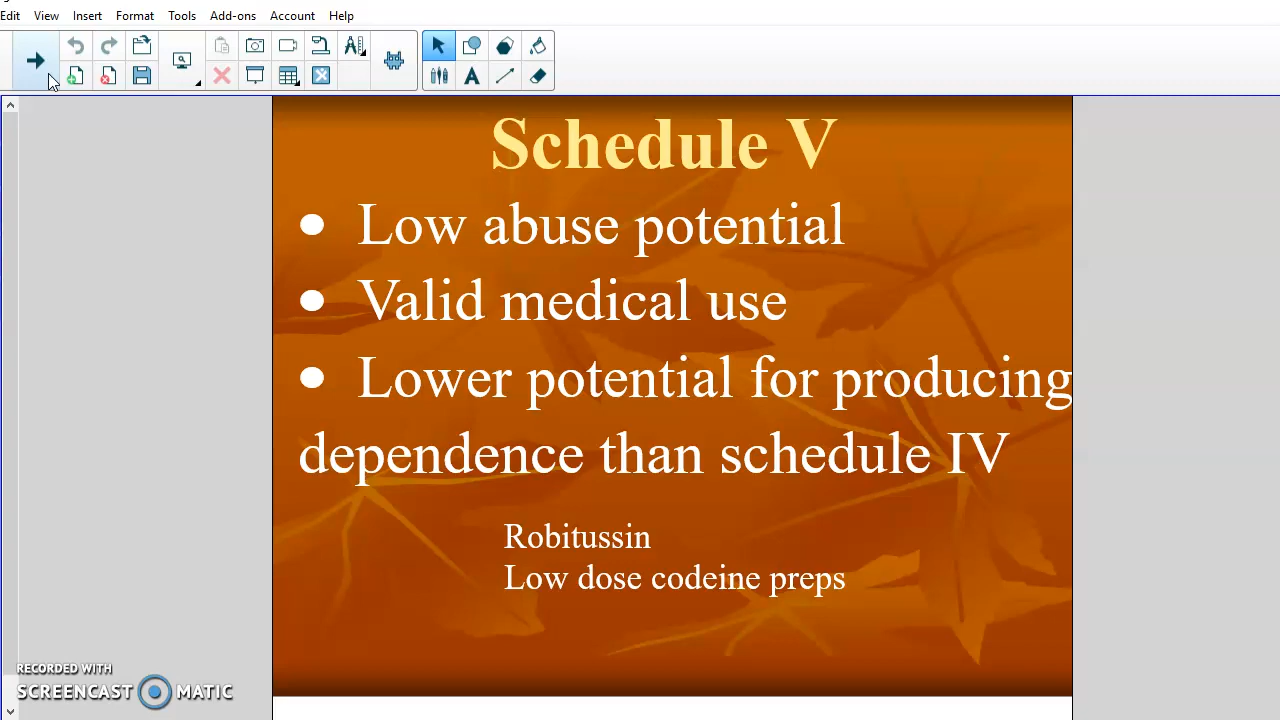 Edit View Insert Format Tools Add-ons Account Help
Schedule V
● Low abuse potential
● Valid medical use
● Lower potential for producing
dependence than schedule IV
Robitussin
Low dose codeine preps
RECORDED WITH
SCREENCAST MATIC